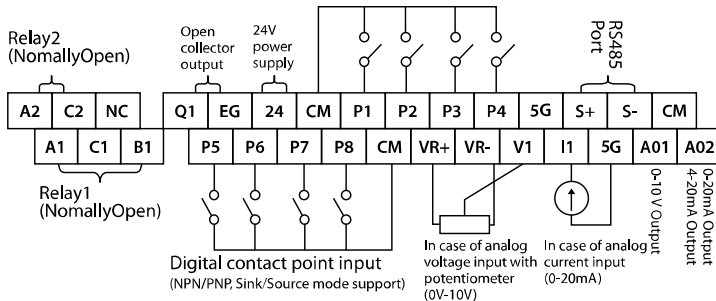 Relay2
(NomallyOpen)
Open
collector
output
24V
power
supply
RS485
Port
A2 C2 NC Q1 EG 24 CM P1 P2 P3 P4 5G S+ S- CM
A1 C1 B1 P5 P6 P7 P8 CM VR+ VR- V1 I1 5G A01 A02
Relay1
(NomallyOpen)
Digital contact point input
(NPN/PNP, Sink/Source mode support)
In case of analog
voltage input with
potentiometer
(0V-10V)
In case of analog
current input
(0-20mA)
0-10 V Output
0-20mA Output
4-20mA Output